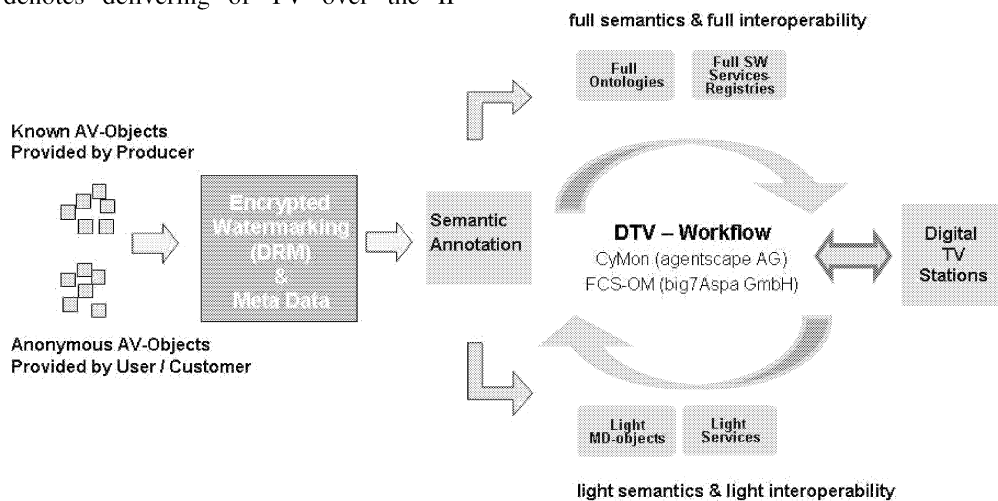 denotes delivering of TV over the IP
full semantics & full interoperability
Full
Ontologies
Full SW
Services
Registries
Known AV-Objects
Provided by Producer
Encrypted
Watermarking
(DRM)
&
Meta Data
Semantic
Annotation
DTV – Workflow
CyMon (agentscape AG)
FCS-OM (big7Aspa GmbH)
Digital
TV
Stations
Anonymous AV-Objects
Provided by User / Customer
Light
MD-objects
Light
Services
light semantics & light interoperability